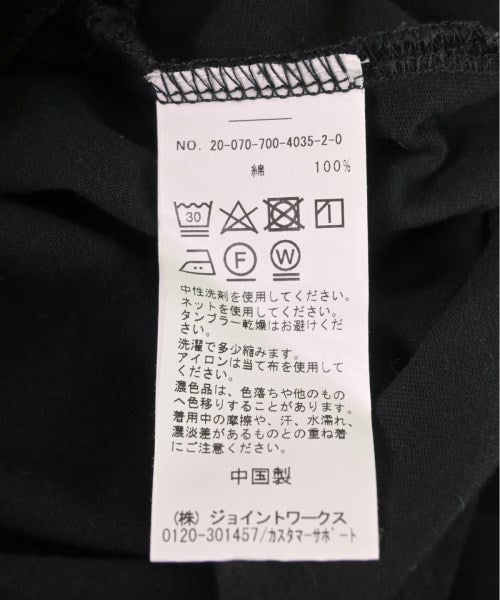 NO. 20-070-700-4035-2-0
綿 100%
30
F W
中性洗剤を使用してください。
ネットを使用してください。
タンブラー乾燥はお避けくだ
さい。
洗濯で多少縮みます。
アイロンは当て布を使用して
ください。
濃色品は、色落ちや他のもの
へ色移りすることがあります。
着用中の摩擦や、汗、水濡れ、
濃淡差があるものとの重ね着
にご注意ください。
中国製
(株) ジョイントワークス
0120-301457/カスタマーサポート